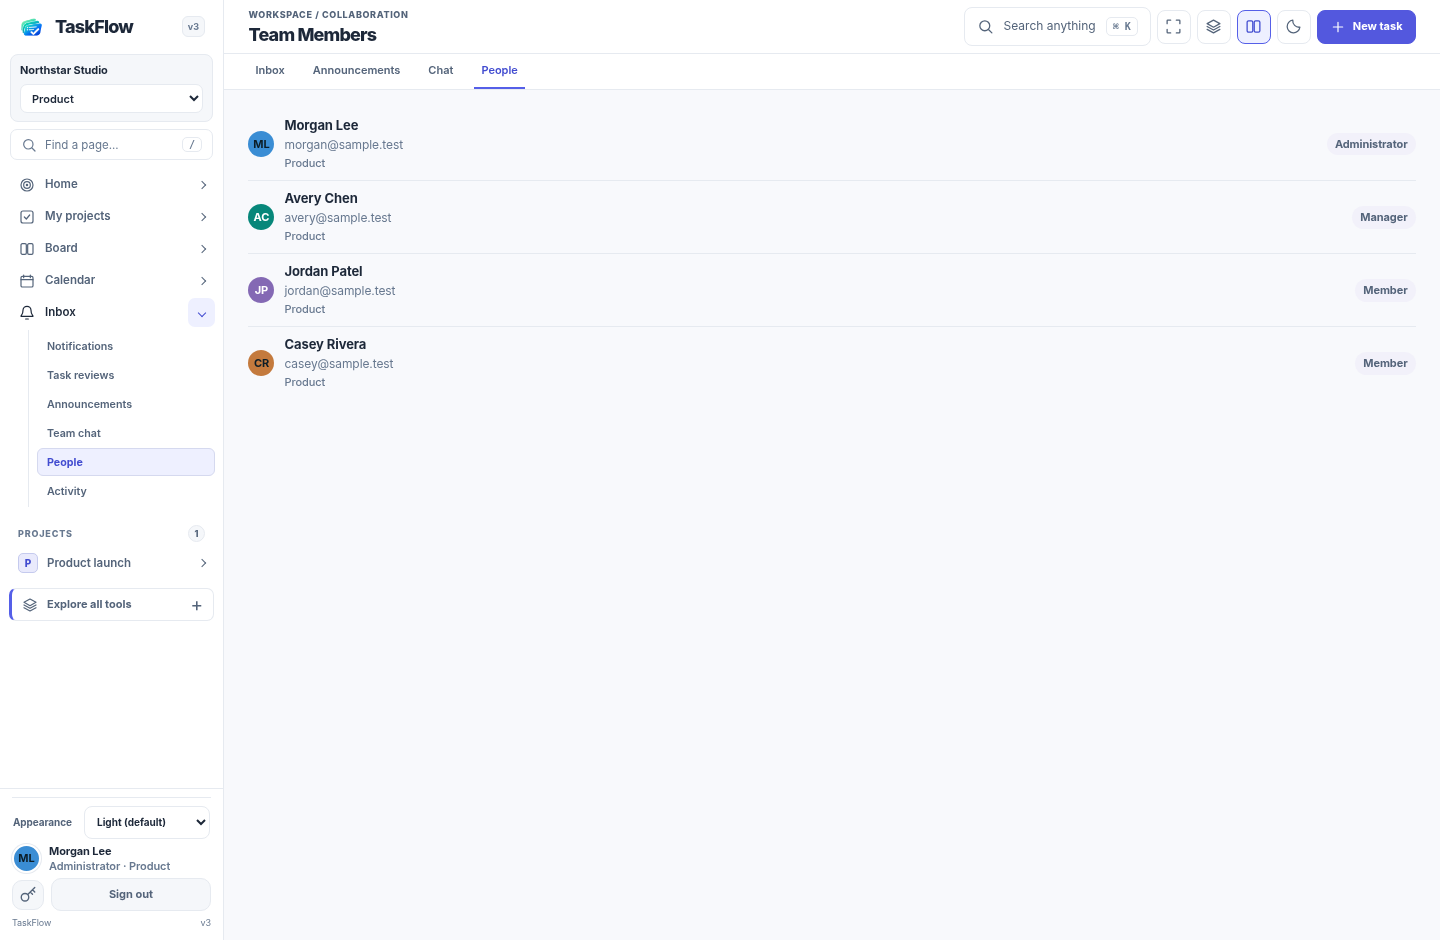 TaskFlow
v3
Northstar Studio
Product
Find a page...
/
Home
My projects
Board
Calendar
Inbox
Notifications
Task reviews
Announcements
Team chat
People
Activity
PROJECTS
1
P
Product launch
Explore all tools
Appearance
Light (default)
ML
Morgan Lee
Administrator · Product
Sign out
TaskFlow
v3
WORKSPACE / COLLABORATION
Team Members
Search anything
⌘ K
New task
Inbox
Announcements
Chat
People
ML
Morgan Lee
morgan@sample.test
Product
Administrator
AC
Avery Chen
avery@sample.test
Product
Manager
JP
Jordan Patel
jordan@sample.test
Product
Member
CR
Casey Rivera
casey@sample.test
Product
Member